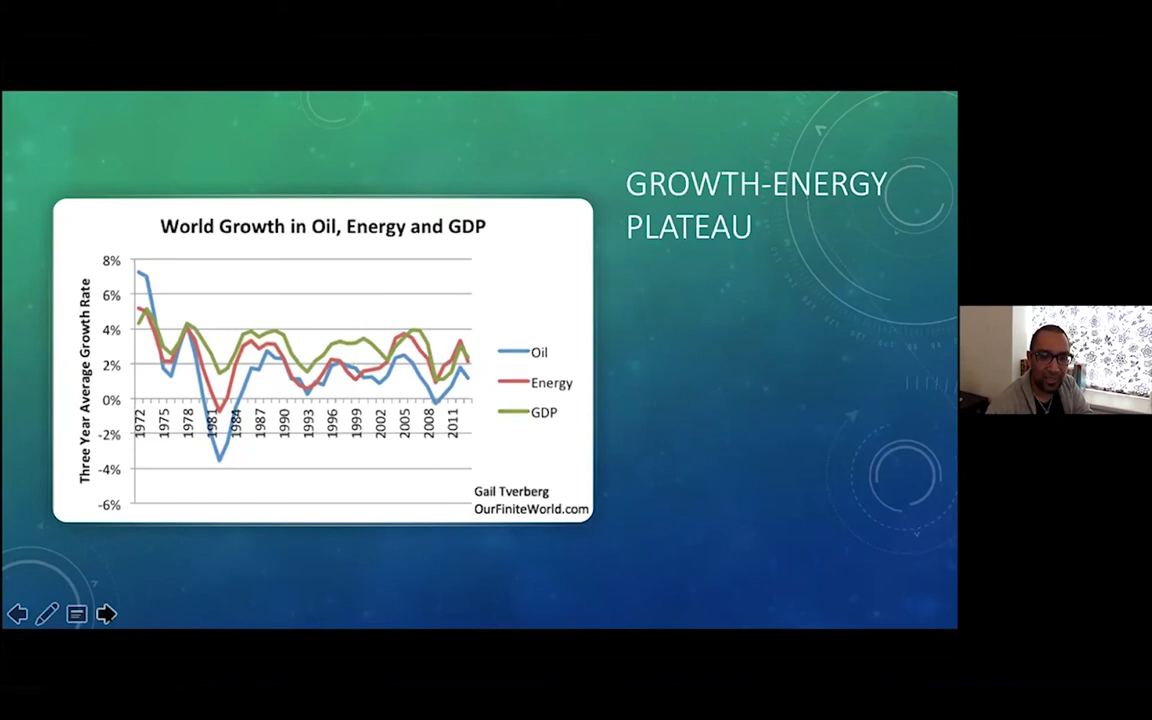 GROWTH-ENERGY
PLATEAU
World Growth in Oil, Energy and GDP
Three Year Average Growth Rate
8%
6%
4%
2%
0%
-2%
-4%
-6%
1972
1975
1978
1981
1984
1987
1990
1993
1996
1999
2002
2005
2008
2011
Oil
Energy
GDP
Gail Tverberg
OurFiniteWorld.com